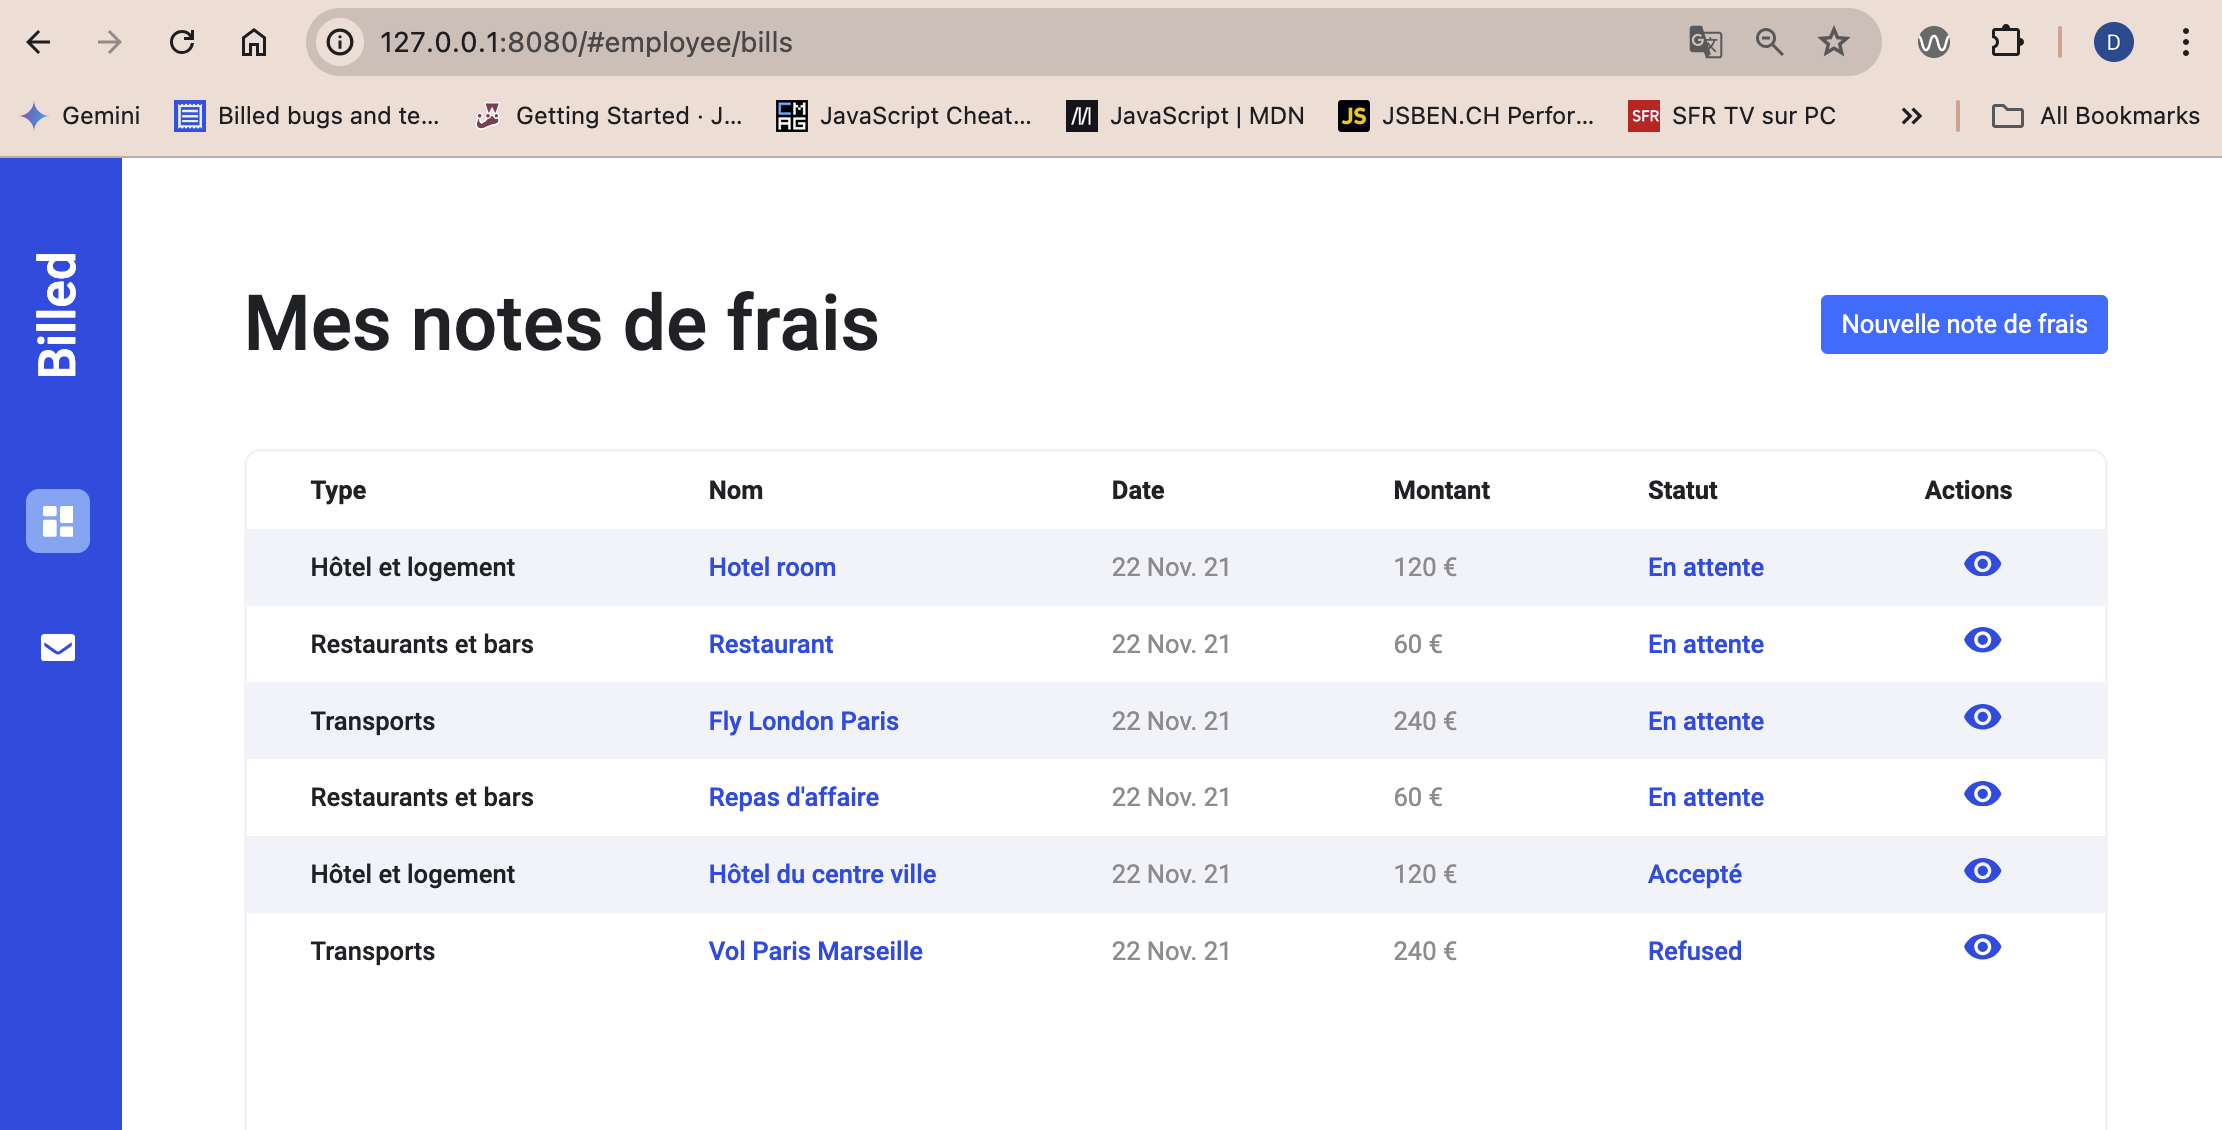 127.0.0.1:8080/#employee/bills
D
Gemini
Billed bugs and te...
Getting Started · J...
JavaScript Cheat...
JavaScript | MDN
JS
JSBEN.CH Perfor...
SFR
SFR TV sur PC
All Bookmarks
Billed
Mes notes de frais
Nouvelle note de frais
Type Nom Date Montant Statut Actions
Hôtel et logement Hotel room 22 Nov. 21 120 € En attente
Restaurants et bars Restaurant 22 Nov. 21 60 € En attente
Transports Fly London Paris 22 Nov. 21 240 € En attente
Restaurants et bars Repas d'affaire 22 Nov. 21 60 € En attente
Hôtel et logement Hôtel du centre ville 22 Nov. 21 120 € Accepté
Transports Vol Paris Marseille 22 Nov. 21 240 € Refused